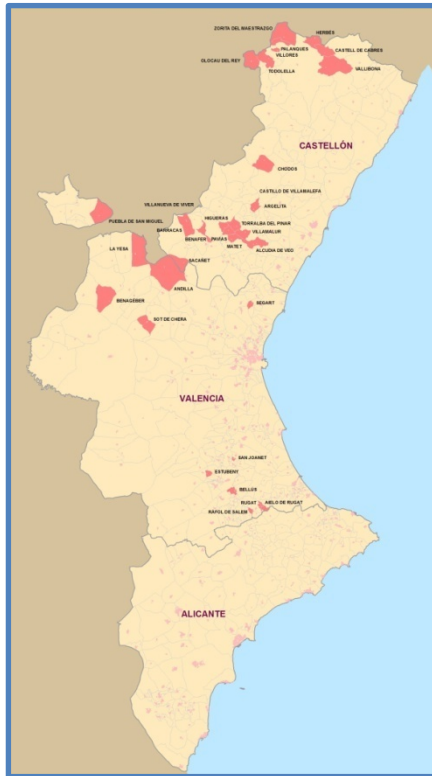 ZORITA DEL MAESTRAZGO
HERBÉS
PALANQUES
CASTELL DE CABRES
VILLORES
OLOCAU DEL REY
TODOLELLA
VALLIBONA
CASTELLÓN
CHODOS
CASTILLO DE VILLAMALEFA
VILLANUEVA DE VIVER
ARGELITA
HIGUERAS
PUEBLA DE SAN MIGUEL
TORRALBA DEL PINAR
BARRACAS
VILLAMALUR
BENAFER
PAVÍAS
LA YESA
MATET
ALCUDIA DE VEO
SACAÑET
ANDILLA
BENAGÉBER
SEGART
SOT DE CHERA
VALENCIA
SAN JOANET
ESTUBENY
BELLÚS
RUGAT
AIELO DE RUGAT
RAFOL DE SALEM
ALICANTE